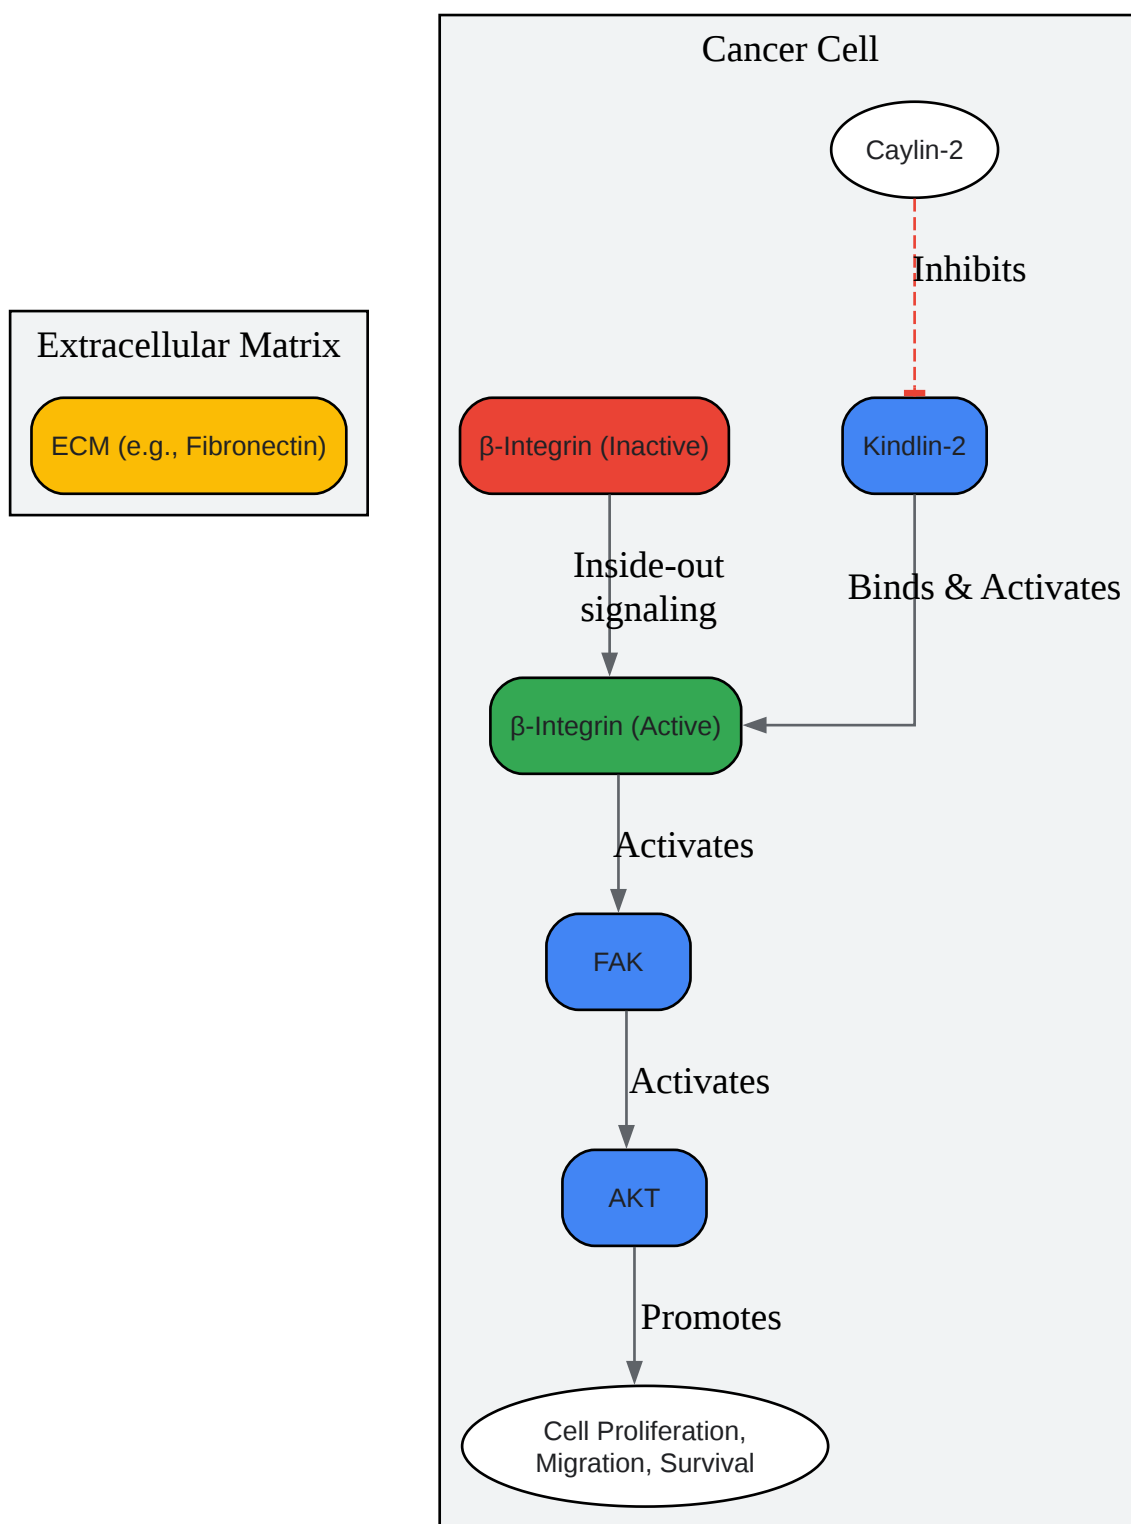 Cancer Cell
Caylin-2
Inhibits
Extracellular Matrix
ECM (e.g., Fibronectin)
β-Integrin (Inactive)
Kindlin-2
Inside-out
signaling
Binds & Activates
β-Integrin (Active)
Activates
FAK
Activates
AKT
Promotes
Cell Proliferation,
Migration, Survival